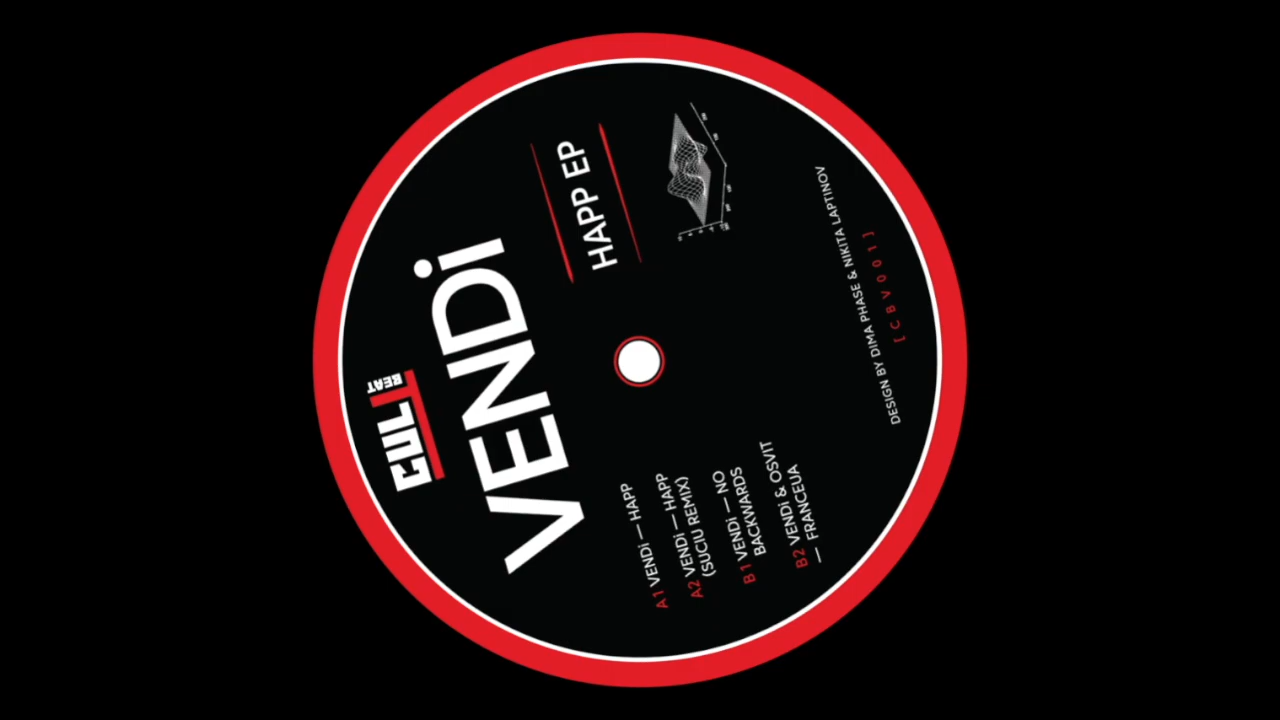 CULT
BEAT
VENDi
HAPP EP
A1 VENDi — HAPP
A2 VENDi — HAPP
(SUCIU REMIX)
B1 VENDi — NO
BACKWARDS
B2 VENDi & OSVIT
— FRANCEUA
DESIGN BY DIMA PHASE & NIKITA LAPTINOV
[ C B V 0 0 1 ]